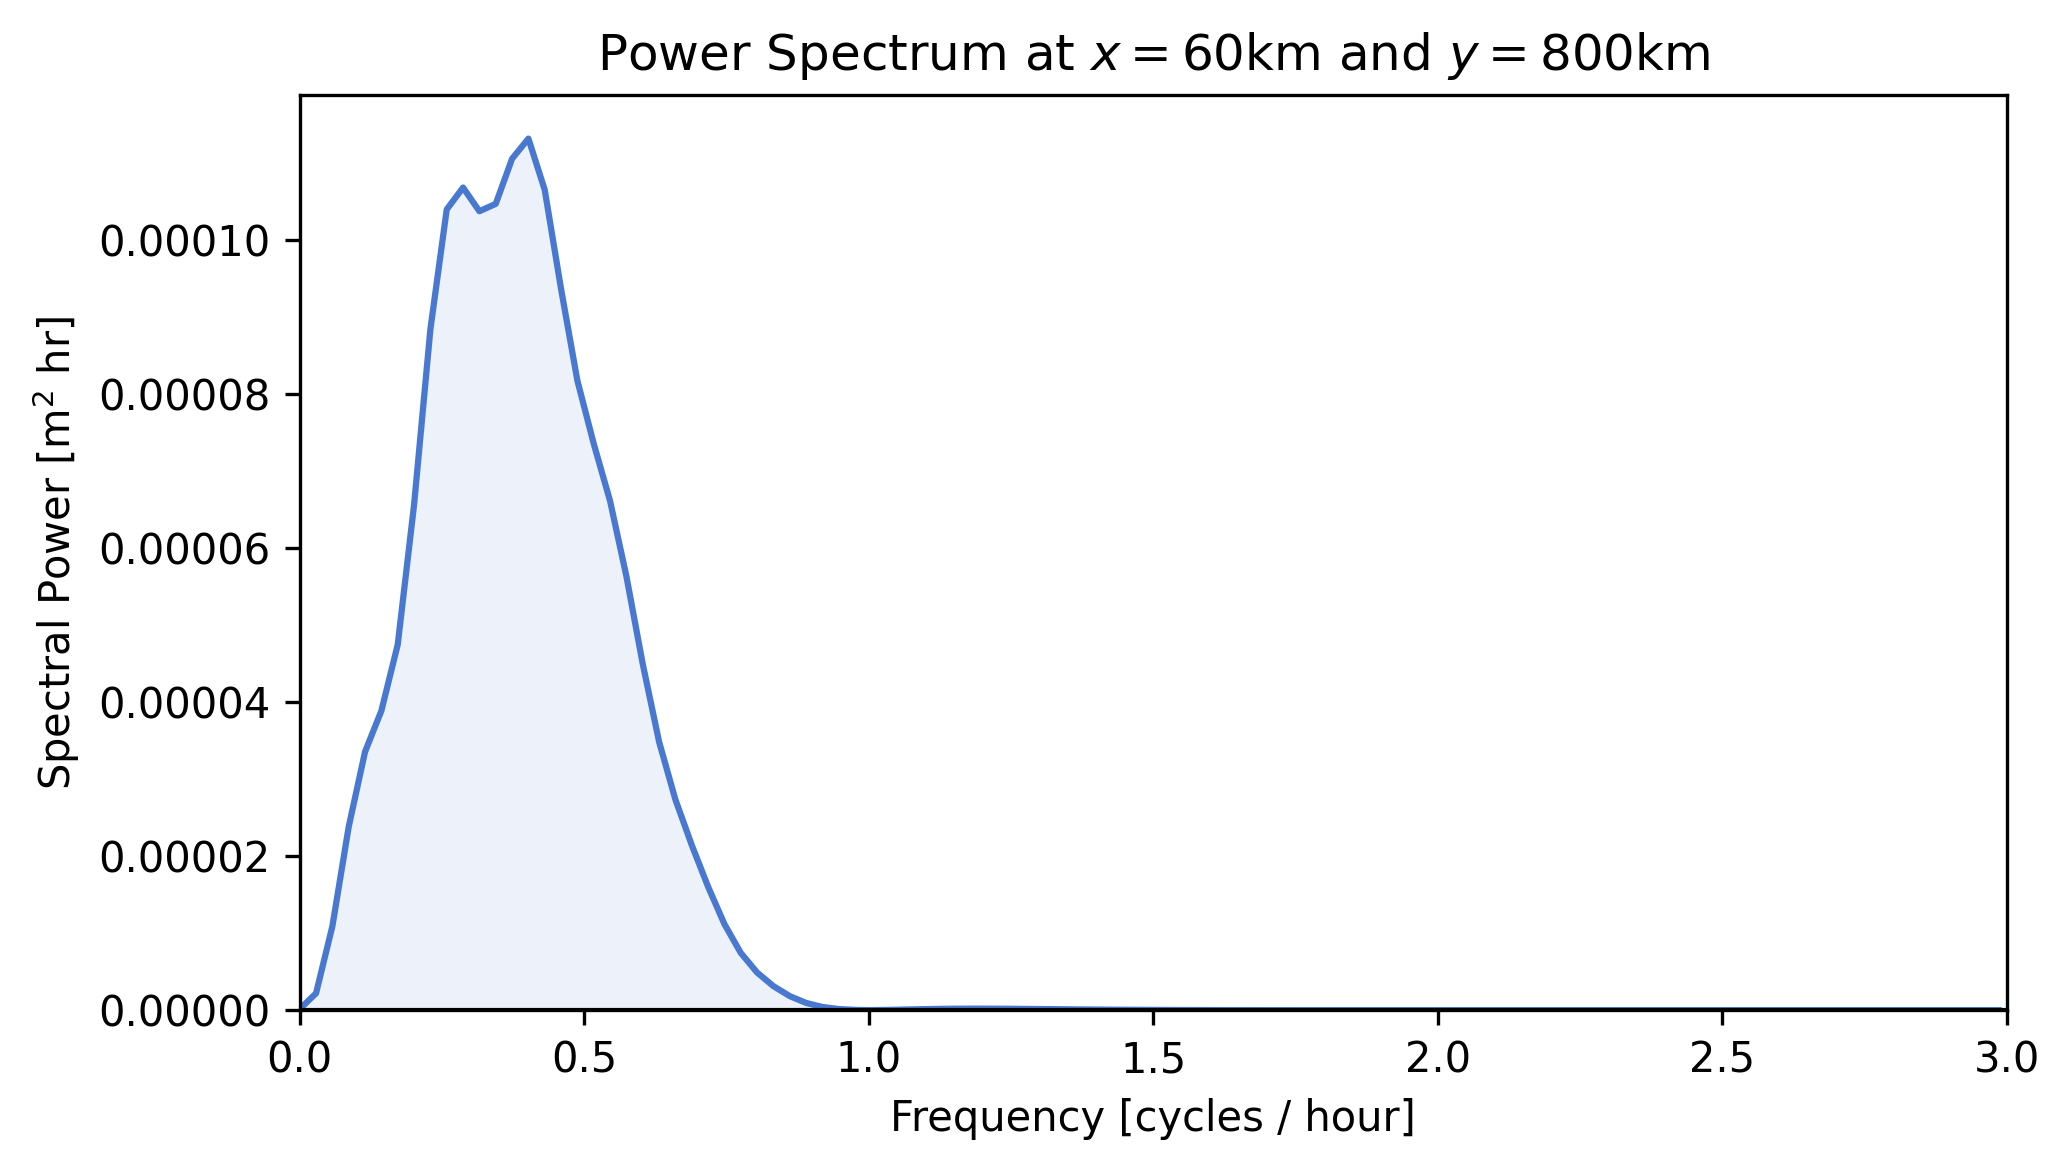 Power Spectrum at x = 60km and y = 800km
Spectral Power [m² hr]
0.00010
0.00008
0.00006
0.00004
0.00002
0.00000
0.0 0.5 1.0 1.5 2.0 2.5 3.0
Frequency [cycles / hour]